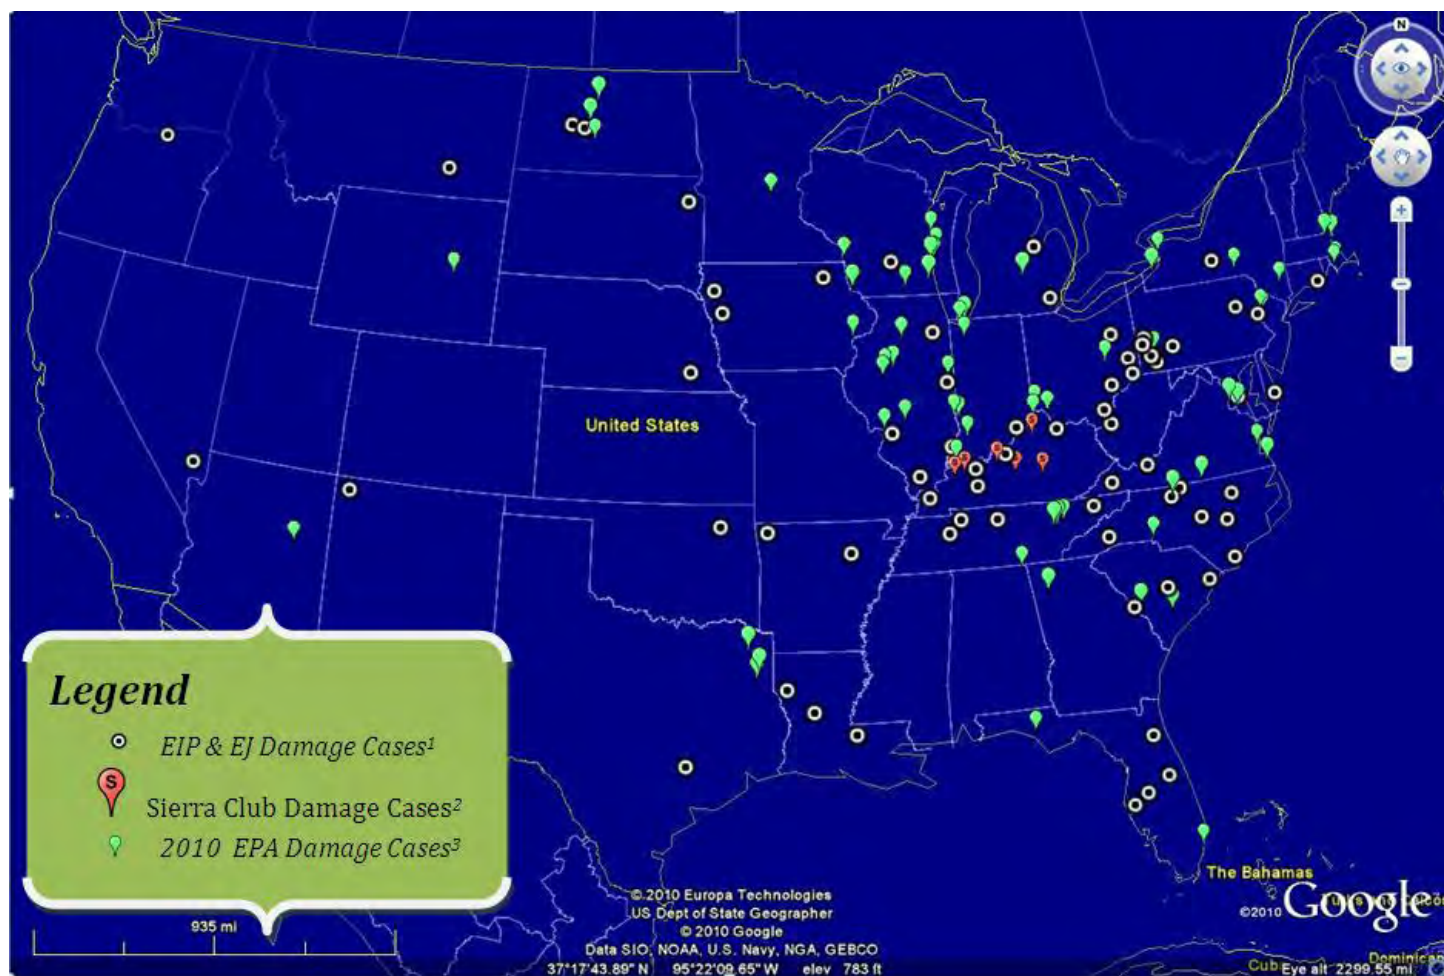 N
United States
Legend
EIP & EJ Damage Cases¹
S
Sierra Club Damage Cases²
2010 EPA Damage Cases³
935 mi
© 2010 Europa Technologies
US Dept of State Geographer
© 2010 Google
Data SIO, NOAA, U.S. Navy, NGA, GEBCO
37°17'43.89" N 95°22'09.65" W elev 783 ft
The Bahamas
©2010 Google
Cuba
Eye alt 2299.55 mi